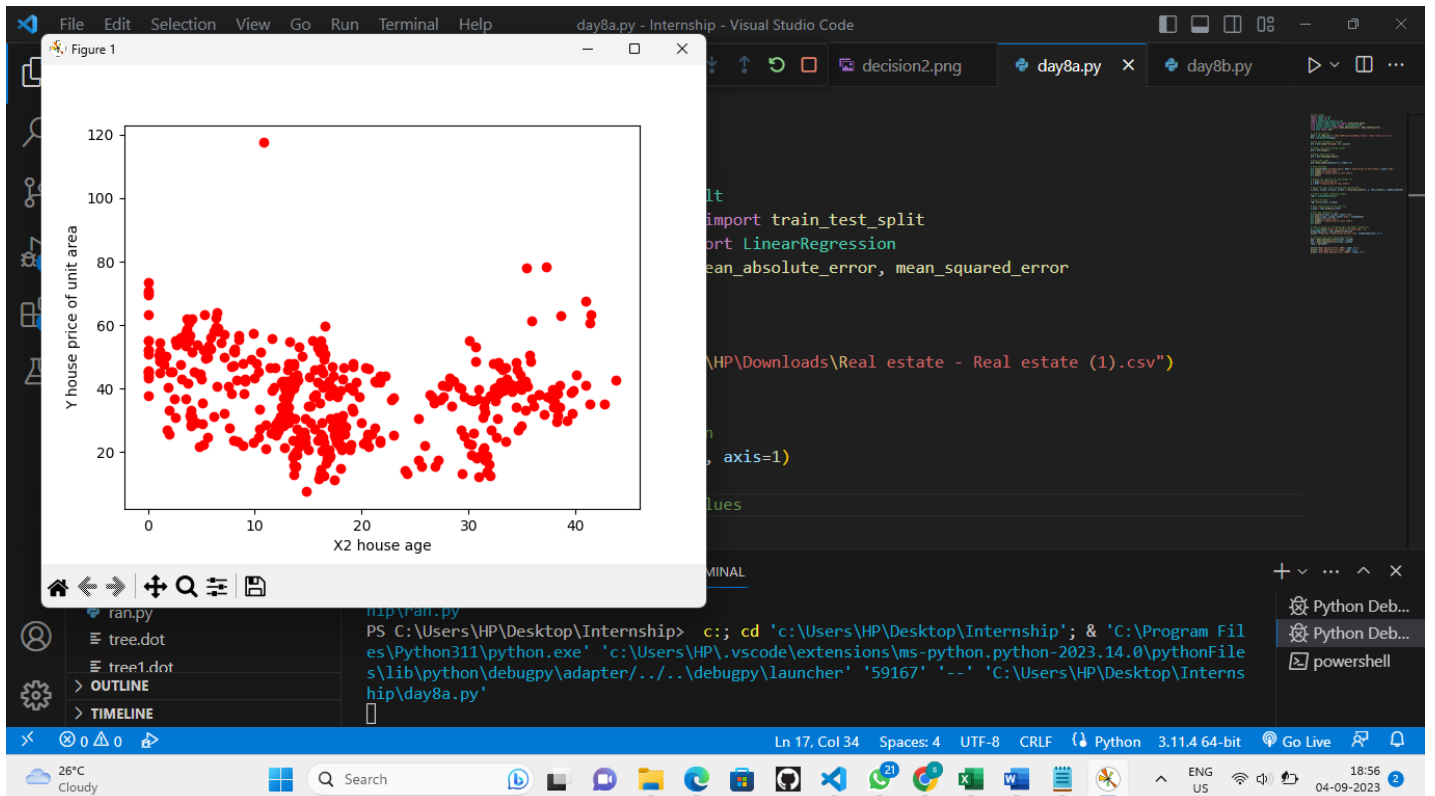 File Edit Selection View Go Run Terminal Help day8a.py - Internship - Visual Studio Code
Figure 1
decision2.png day8a.py day8b.py
120
100
80
60
40
20
Y house price of unit area
0 10 20 30 40
X2 house age
lt
import train_test_split
ort LinearRegression
ean_absolute_error, mean_squared_error
\HP\Downloads\Real estate - Real estate (1).csv")
n
, axis=1)
lues
MINAL
ran.py
tree.dot
tree1.dot
OUTLINE
TIMELINE
hip\ran.py
PS C:\Users\HP\Desktop\Internship> c:; cd 'c:\Users\HP\Desktop\Internship'; & 'C:\Program Fil
es\Python311\python.exe' 'c:\Users\HP\.vscode\extensions\ms-python.python-2023.14.0\pythonFile
s\lib\python\debugpy\adapter/../..\debugpy\launcher' '59167' '--' 'C:\Users\HP\Desktop\Interns
hip\day8a.py'
Python Deb...
Python Deb...
powershell
0 0 Ln 17, Col 34 Spaces: 4 UTF-8 CRLF Python 3.11.4 64-bit Go Live
26°C
Cloudy
Search
21
ENG
US
18:56
04-09-2023
2